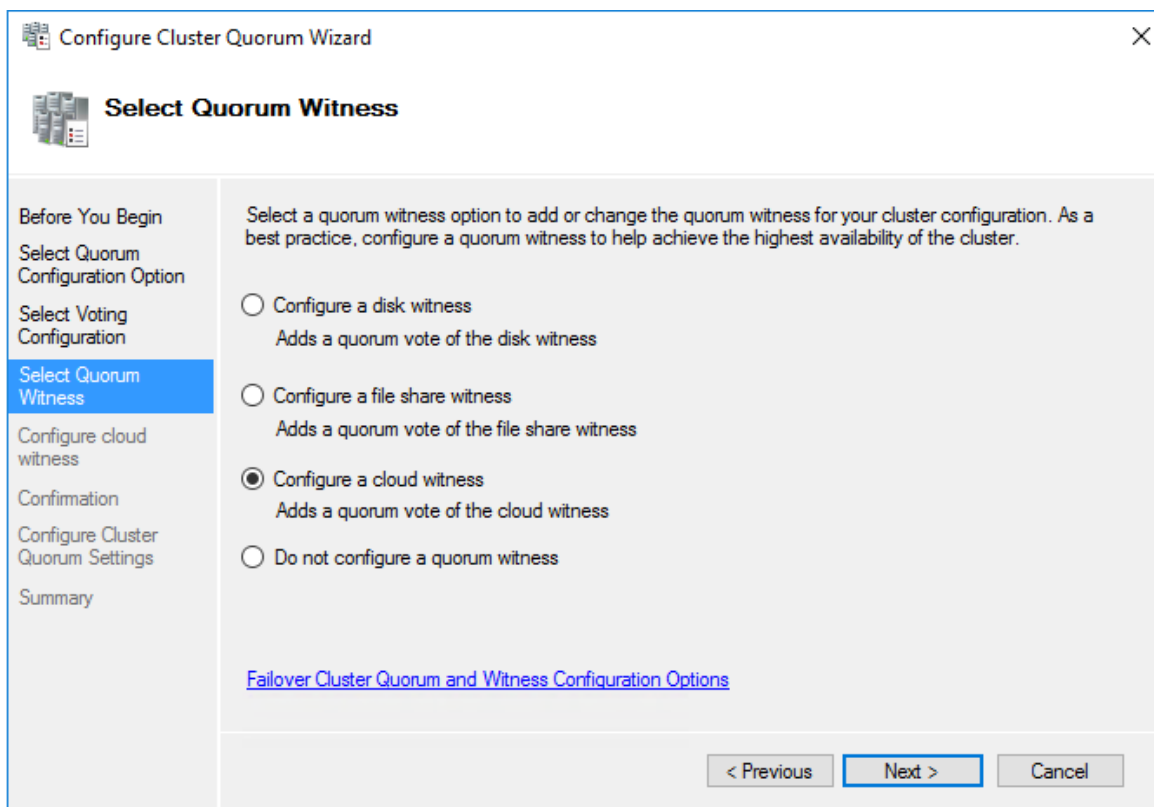 Configure Cluster Quorum Wizard
Select Quorum Witness
Before You Begin
Select Quorum
Configuration Option
Select Voting
Configuration
Select Quorum
Witness
Configure cloud
witness
Confirmation
Configure Cluster
Quorum Settings
Summary
Select a quorum witness option to add or change the quorum witness for your cluster configuration. As a
best practice, configure a quorum witness to help achieve the highest availability of the cluster.
Configure a disk witness
Adds a quorum vote of the disk witness
Configure a file share witness
Adds a quorum vote of the file share witness
Configure a cloud witness
Adds a quorum vote of the cloud witness
Do not configure a quorum witness
Failover Cluster Quorum and Witness Configuration Options
< Previous
Next >
Cancel